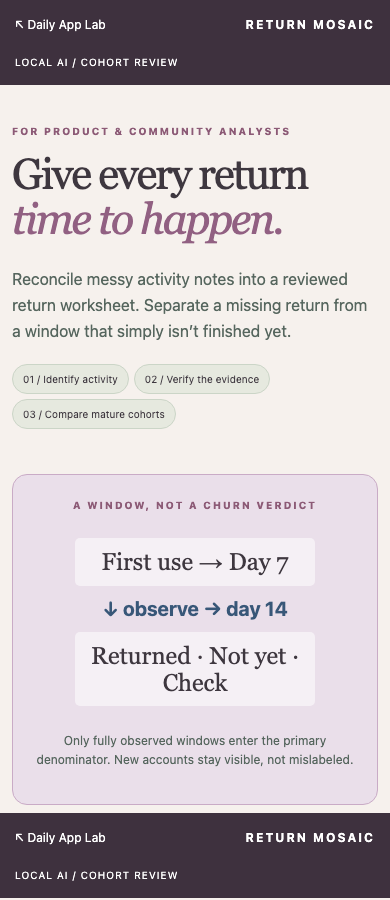 ↖ Daily App Lab
RETURN MOSAIC
LOCAL AI / COHORT REVIEW
FOR PRODUCT & COMMUNITY ANALYSTS
Give every return
time to happen.
Reconcile messy activity notes into a reviewed
return worksheet. Separate a missing return from
a window that simply isn’t finished yet.
01 / Identify activity
02 / Verify the evidence
03 / Compare mature cohorts
A WINDOW, NOT A CHURN VERDICT
First use → Day 7
↓ observe → day 14
Returned · Not yet ·
Check
Only fully observed windows enter the primary
denominator. New accounts stay visible, not mislabeled.
↖ Daily App Lab
RETURN MOSAIC
LOCAL AI / COHORT REVIEW